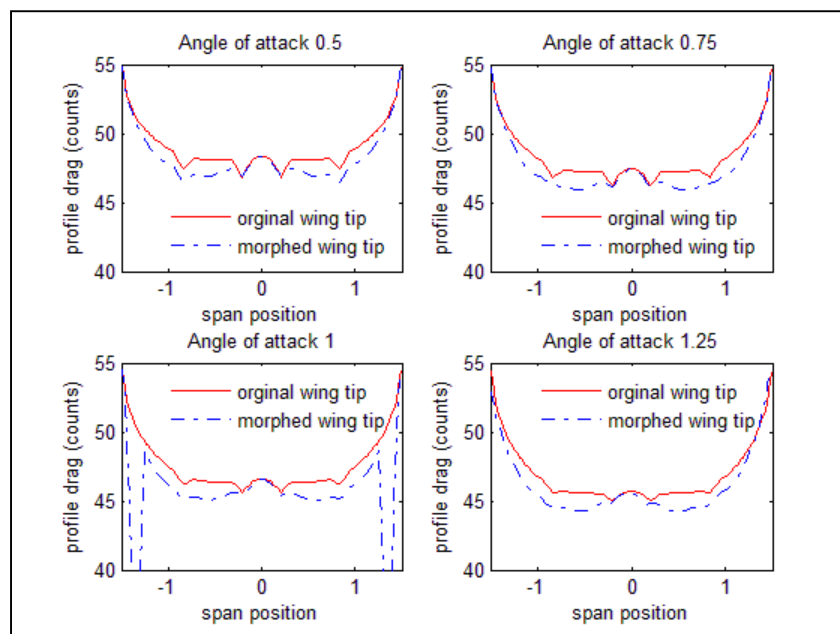 Angle of attack 0.5
55
50
45
40
profile drag (counts)
orginal wing tip
morphed wing tip
-1 0 1
span position
Angle of attack 0.75
55
50
45
40
profile drag (counts)
orginal wing tip
morphed wing tip
-1 0 1
span position
Angle of attack 1
55
50
45
40
profile drag (counts)
orginal wing tip
morphed wing tip
-1 0 1
span position
Angle of attack 1.25
55
50
45
40
profile drag (counts)
orginal wing tip
morphed wing tip
-1 0 1
span position